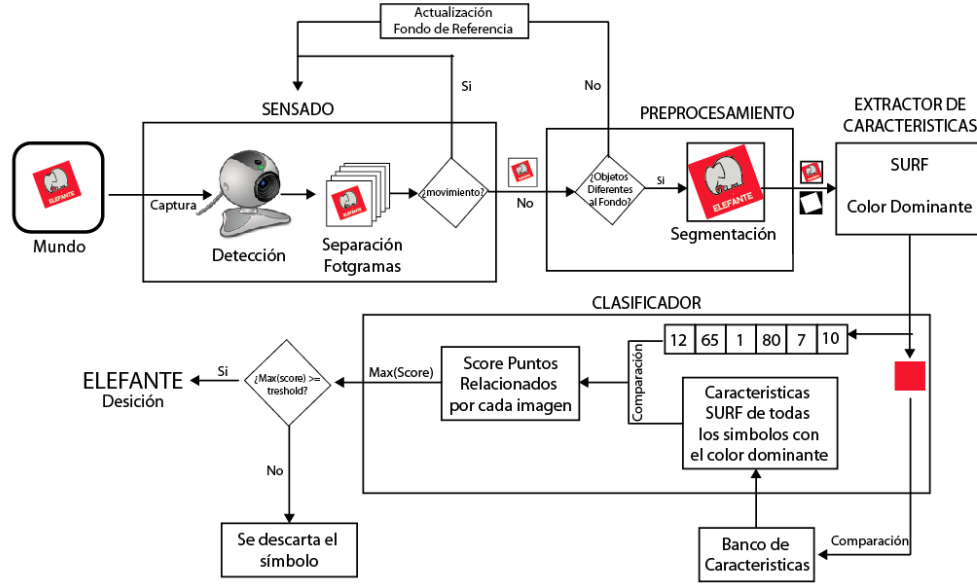 Actualización
Fondo de Referencia
Si
No
SENSADO
PREPROCESAMIENTO
EXTRACTOR DE
CARACTERISTICAS
ELEFANTE
Mundo
Captura
Detección
ELEFANTE
Separación
Fotgramas
¿movimiento?
No
¿Objetos
Diferentes
al Fondo?
Si
ELEFANTE
Segmentación
SURF
Color Dominante
CLASIFICADOR
12 65 1 80 7 10
Comparación
Score Puntos
Relacionados
por cada imagen
Max(Score)
¿Max(score) >=
treshold?
Si
ELEFANTE
Desición
Caracteristicas
SURF de todas
los simbolos con
el color dominante
No
Se descarta el
símbolo
Banco de
Caracteristicas
Comparación